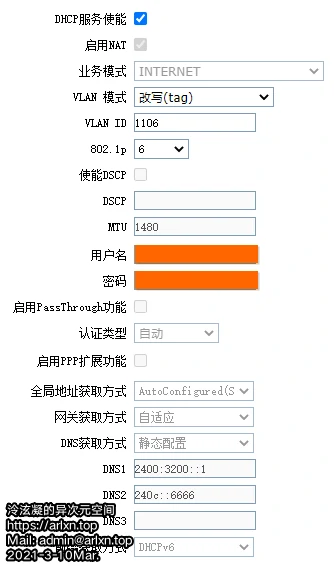 DHCP服务使能
启用NAT
业务模式 INTERNET
VLAN 模式 改写(tag)
VLAN ID 1106
802.1p 6
使能DSCP
DSCP
MTU 1480
用户名
密码
启用PassThrough功能
认证类型 自动
启用PPP扩展功能
全局地址获取方式 AutoConfigured(S
网关获取方式 自适应
DNS获取方式 静态配置
DNS1 2400:3200::1
DNS2 240c::6666
DNS3
获取方式 DHCPv6
泠泫凝的异次元空间
https://arlxn.top
Mail: admin@arlxn.top
2021-3-10Mar.